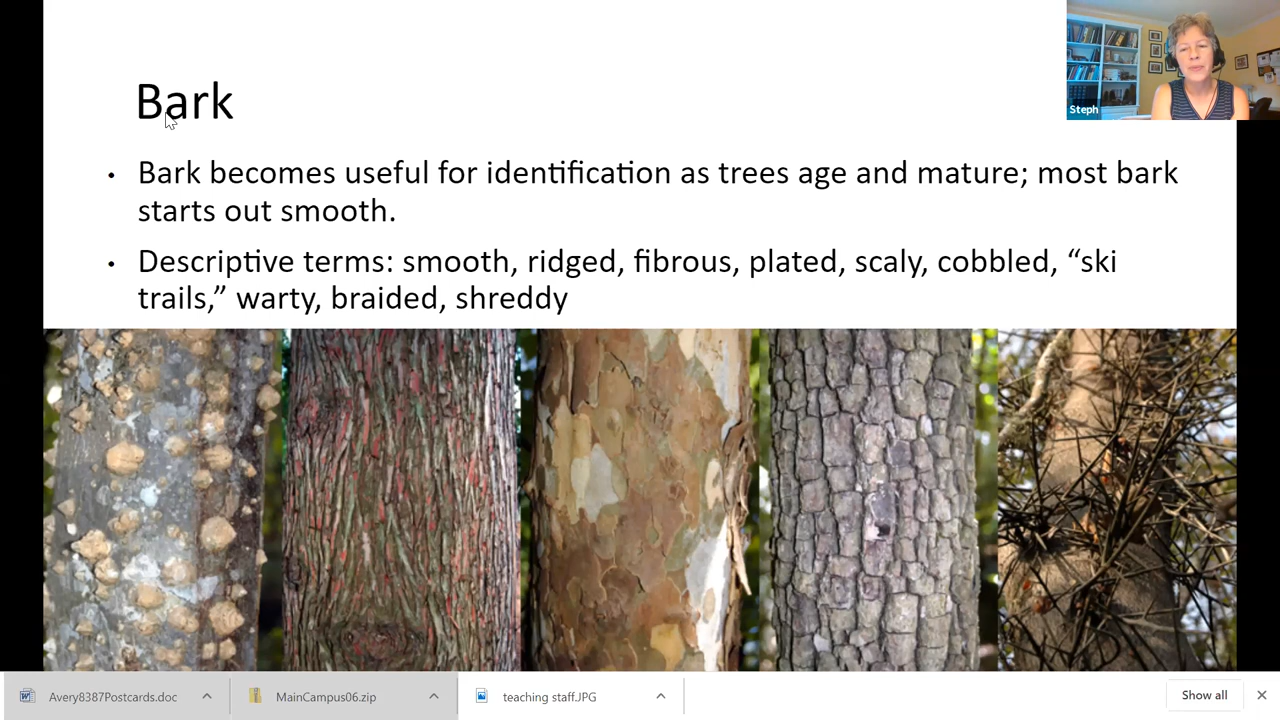 Steph
Bark
• Bark becomes useful for identification as trees age and mature; most bark
starts out smooth.
• Descriptive terms: smooth, ridged, fibrous, plated, scaly, cobbled, “ski
trails,” warty, braided, shreddy
Avery8387Postcards.doc
MainCampus06.zip
teaching staff.JPG
Show all